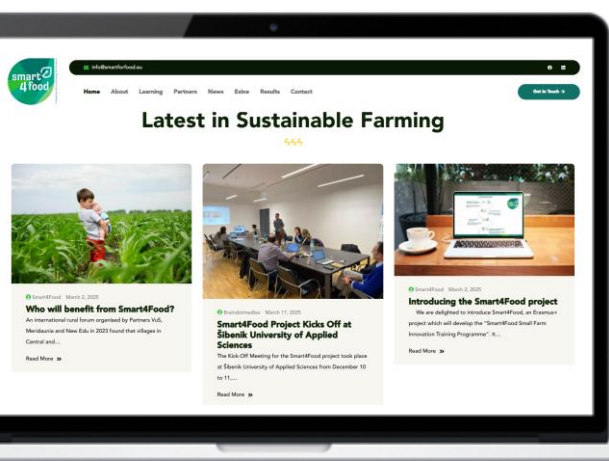 smart
4food
info@smartforfood.eu
Home About Learning Partners News Ezine Results Contact
Get in Touch →
Latest in Sustainable Farming
Smart4Food March 2, 2025
Who will benefit from Smart4Food?
An international rural forum organised by Partners VuS,
Meridaunia and New Edu in 2023 found that villages in
Central and...
Read More »
March 17, 2025
Smart4Food Project Kicks Off at
Šibenik University of Applied
Sciences
The Kick-Off Meeting for the Smart4Food project took place
at Šibenik University of Applied Sciences from December 10
to 11,...
Read More »
Smart4Food March 2, 2025
Introducing the Smart4Food project
We are delighted to introduce Smart4Food, an Erasmus+
project which will develop the "Smart4Food Small Farm
Innovation Training Programme". It...
Read More »